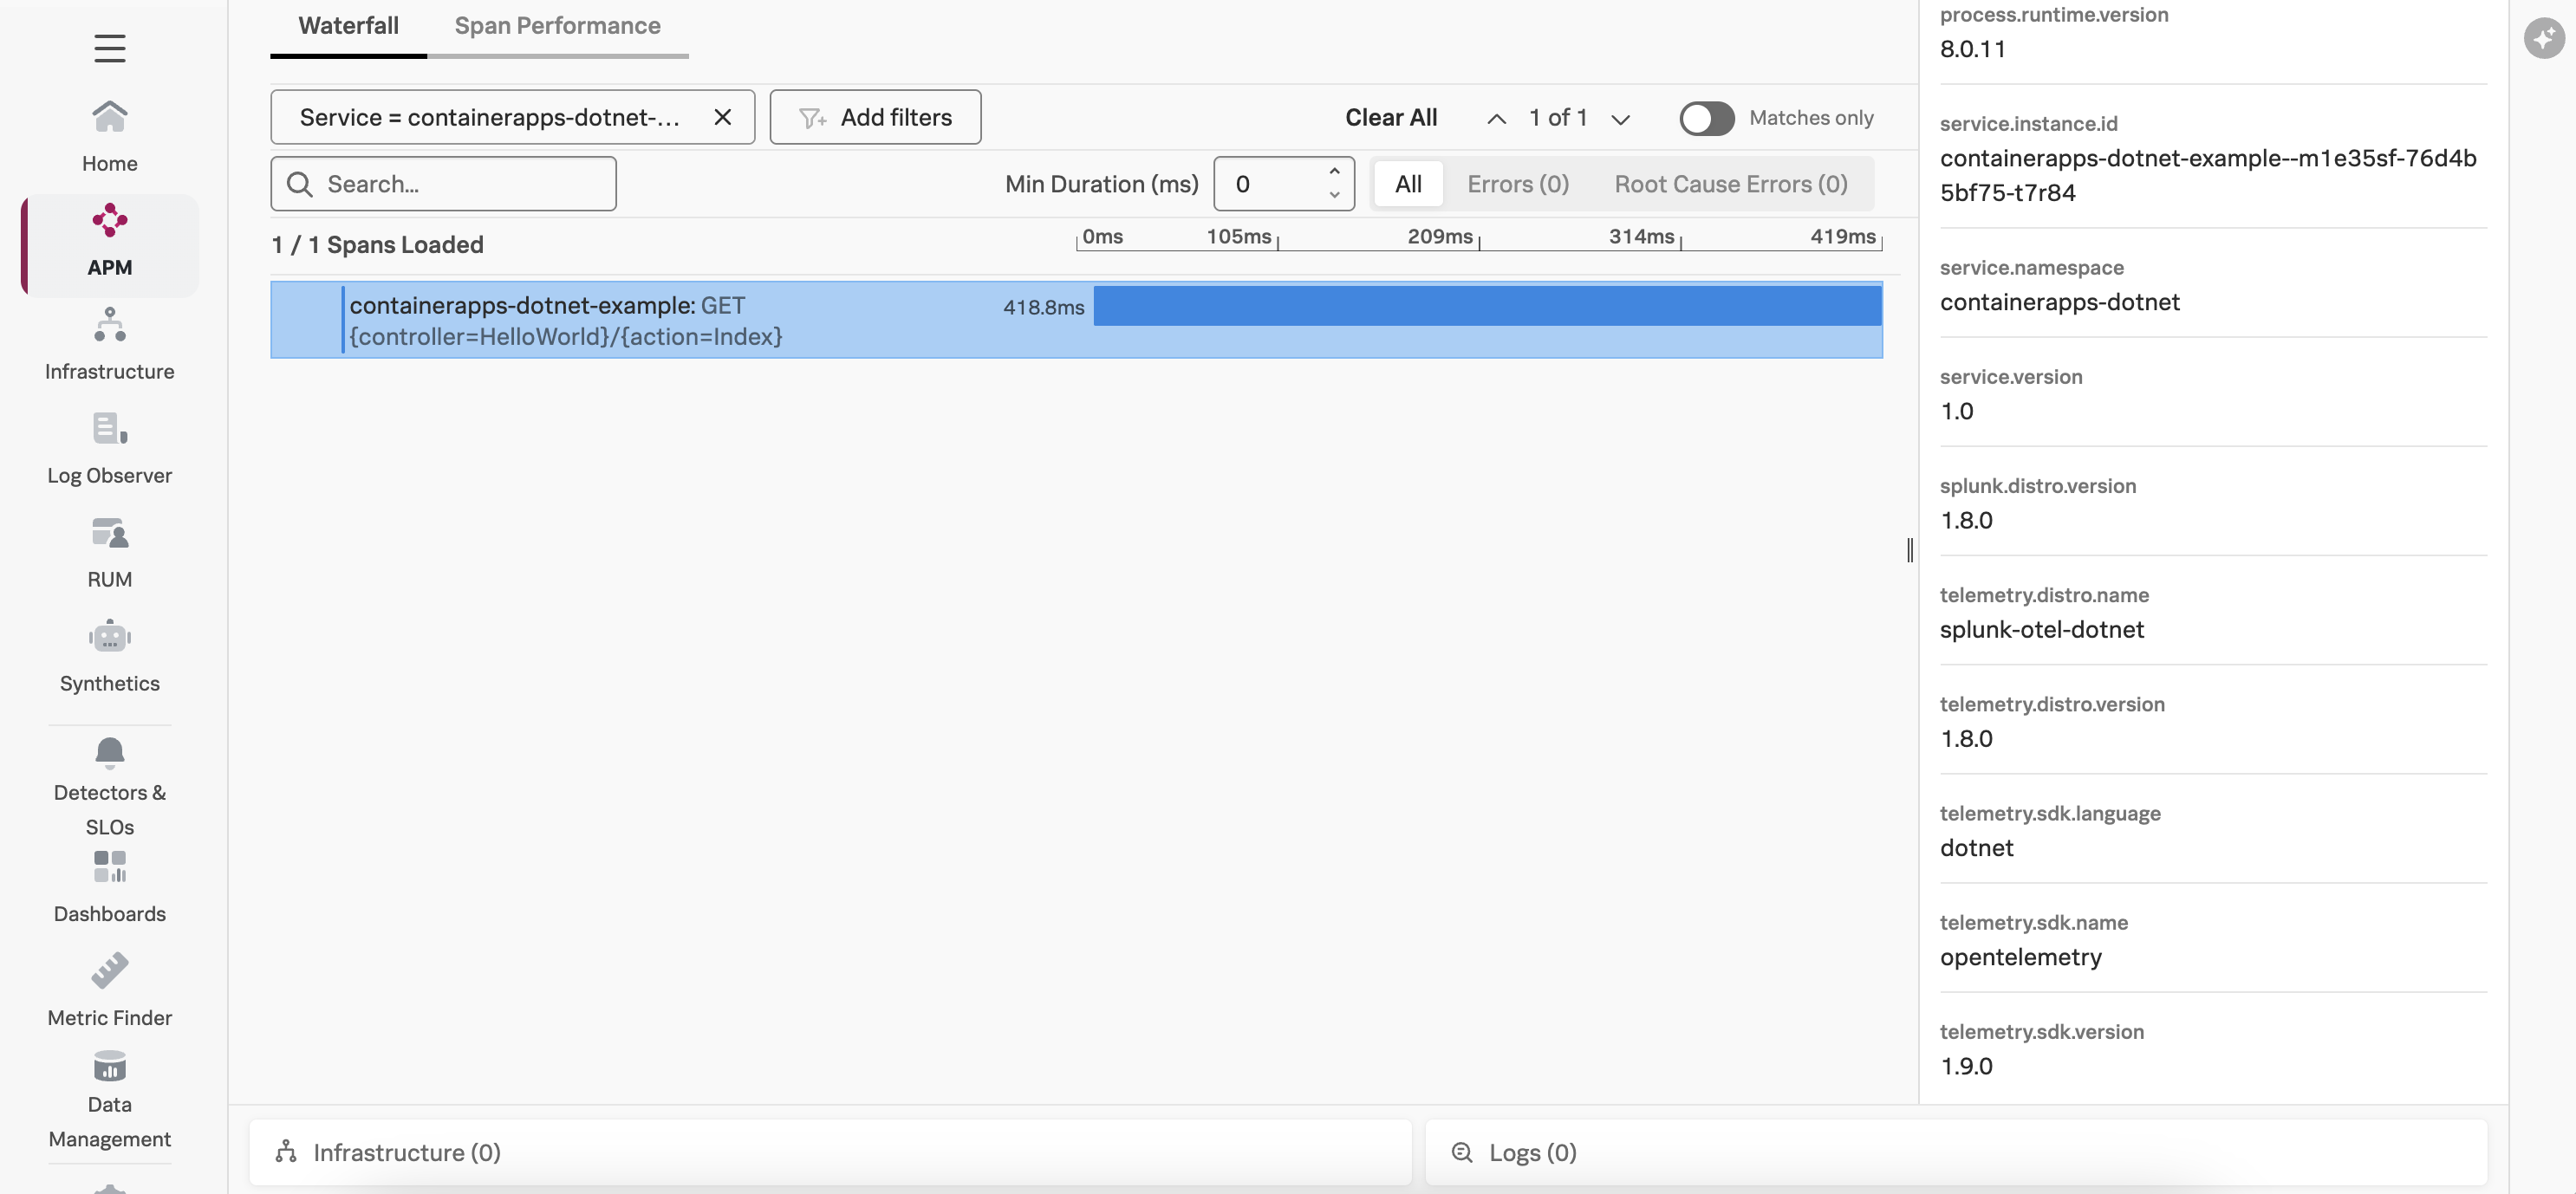 Home
APM
Infrastructure
Log Observer
RUM
Synthetics
Detectors &
SLOs
Dashboards
Metric Finder
Data
Management
Waterfall
Span Performance
Service = containerapps-dotnet-...
Add filters
Clear All
1 of 1
Matches only
Search...
Min Duration (ms)
0
All
Errors (0)
Root Cause Errors (0)
1 / 1 Spans Loaded
0ms
105ms
209ms
314ms
419ms
containerapps-dotnet-example: GET
{controller=HelloWorld}/{action=Index}
418.8ms
process.runtime.version
8.0.11
service.instance.id
containerapps-dotnet-example--m1e35sf-76d4b
5bf75-t7r84
service.namespace
containerapps-dotnet
service.version
1.0
splunk.distro.version
1.8.0
telemetry.distro.name
splunk-otel-dotnet
telemetry.distro.version
1.8.0
telemetry.sdk.language
dotnet
telemetry.sdk.name
opentelemetry
telemetry.sdk.version
1.9.0
Infrastructure (0)
Logs (0)